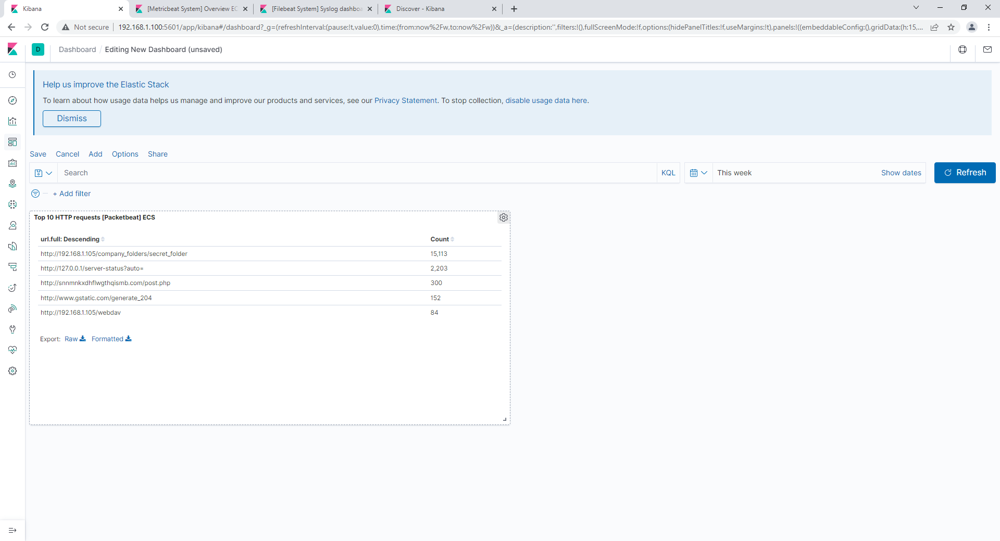 Kibana
[Metricbeat System] Overview EC
[Filebeat System] Syslog dashboa
Discover - Kibana
Not secure
192.168.1.100:5601/app/kibana#/dashboard?_g=(refreshInterval:(pause:!t,value:0),time:(from:now%2Fw,to:now%2Fw))&_a=(description:'',filters:!(),fullScreenMode:!f,options:(hidePanelTitles:!f,useMargins:!t),panels:!((embeddableConfig:(),gridData:(h:15,...
D
Dashboard / Editing New Dashboard (unsaved)
Help us improve the Elastic Stack
To learn about how usage data helps us manage and improve our products and services, see our Privacy Statement. To stop collection, disable usage data here.
Dismiss
Save Cancel Add Options Share
Search KQL This week Show dates Refresh
+ Add filter
Top 10 HTTP requests [Packetbeat] ECS
url.full: Descending Count
http://192.168.1.105/company_folders/secret_folder 15,113
http://127.0.0.1/server-status?auto= 2,203
http://snnmnkxdhflwgthqismb.com/post.php 300
http://www.gstatic.com/generate_204 152
http://192.168.1.105/webdav 84
Export: Raw Formatted